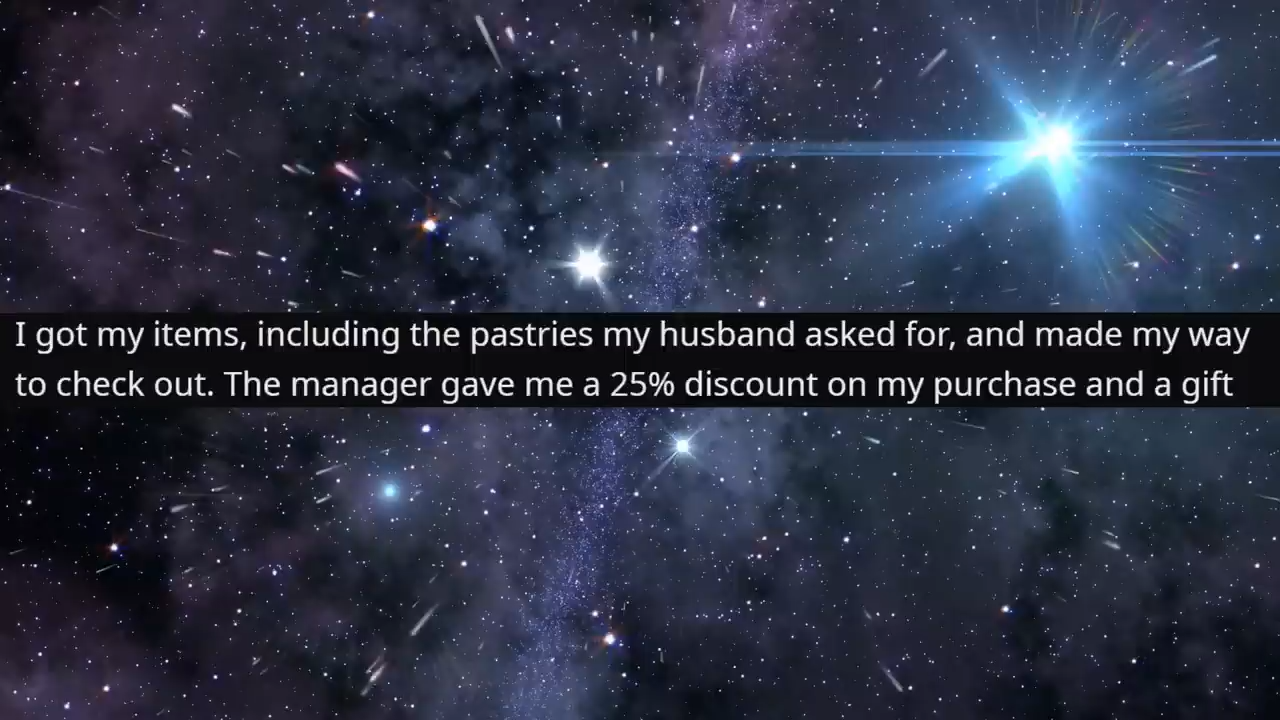 I got my items, including the pastries my husband asked for, and made my way
to check out. The manager gave me a 25% discount on my purchase and a gift